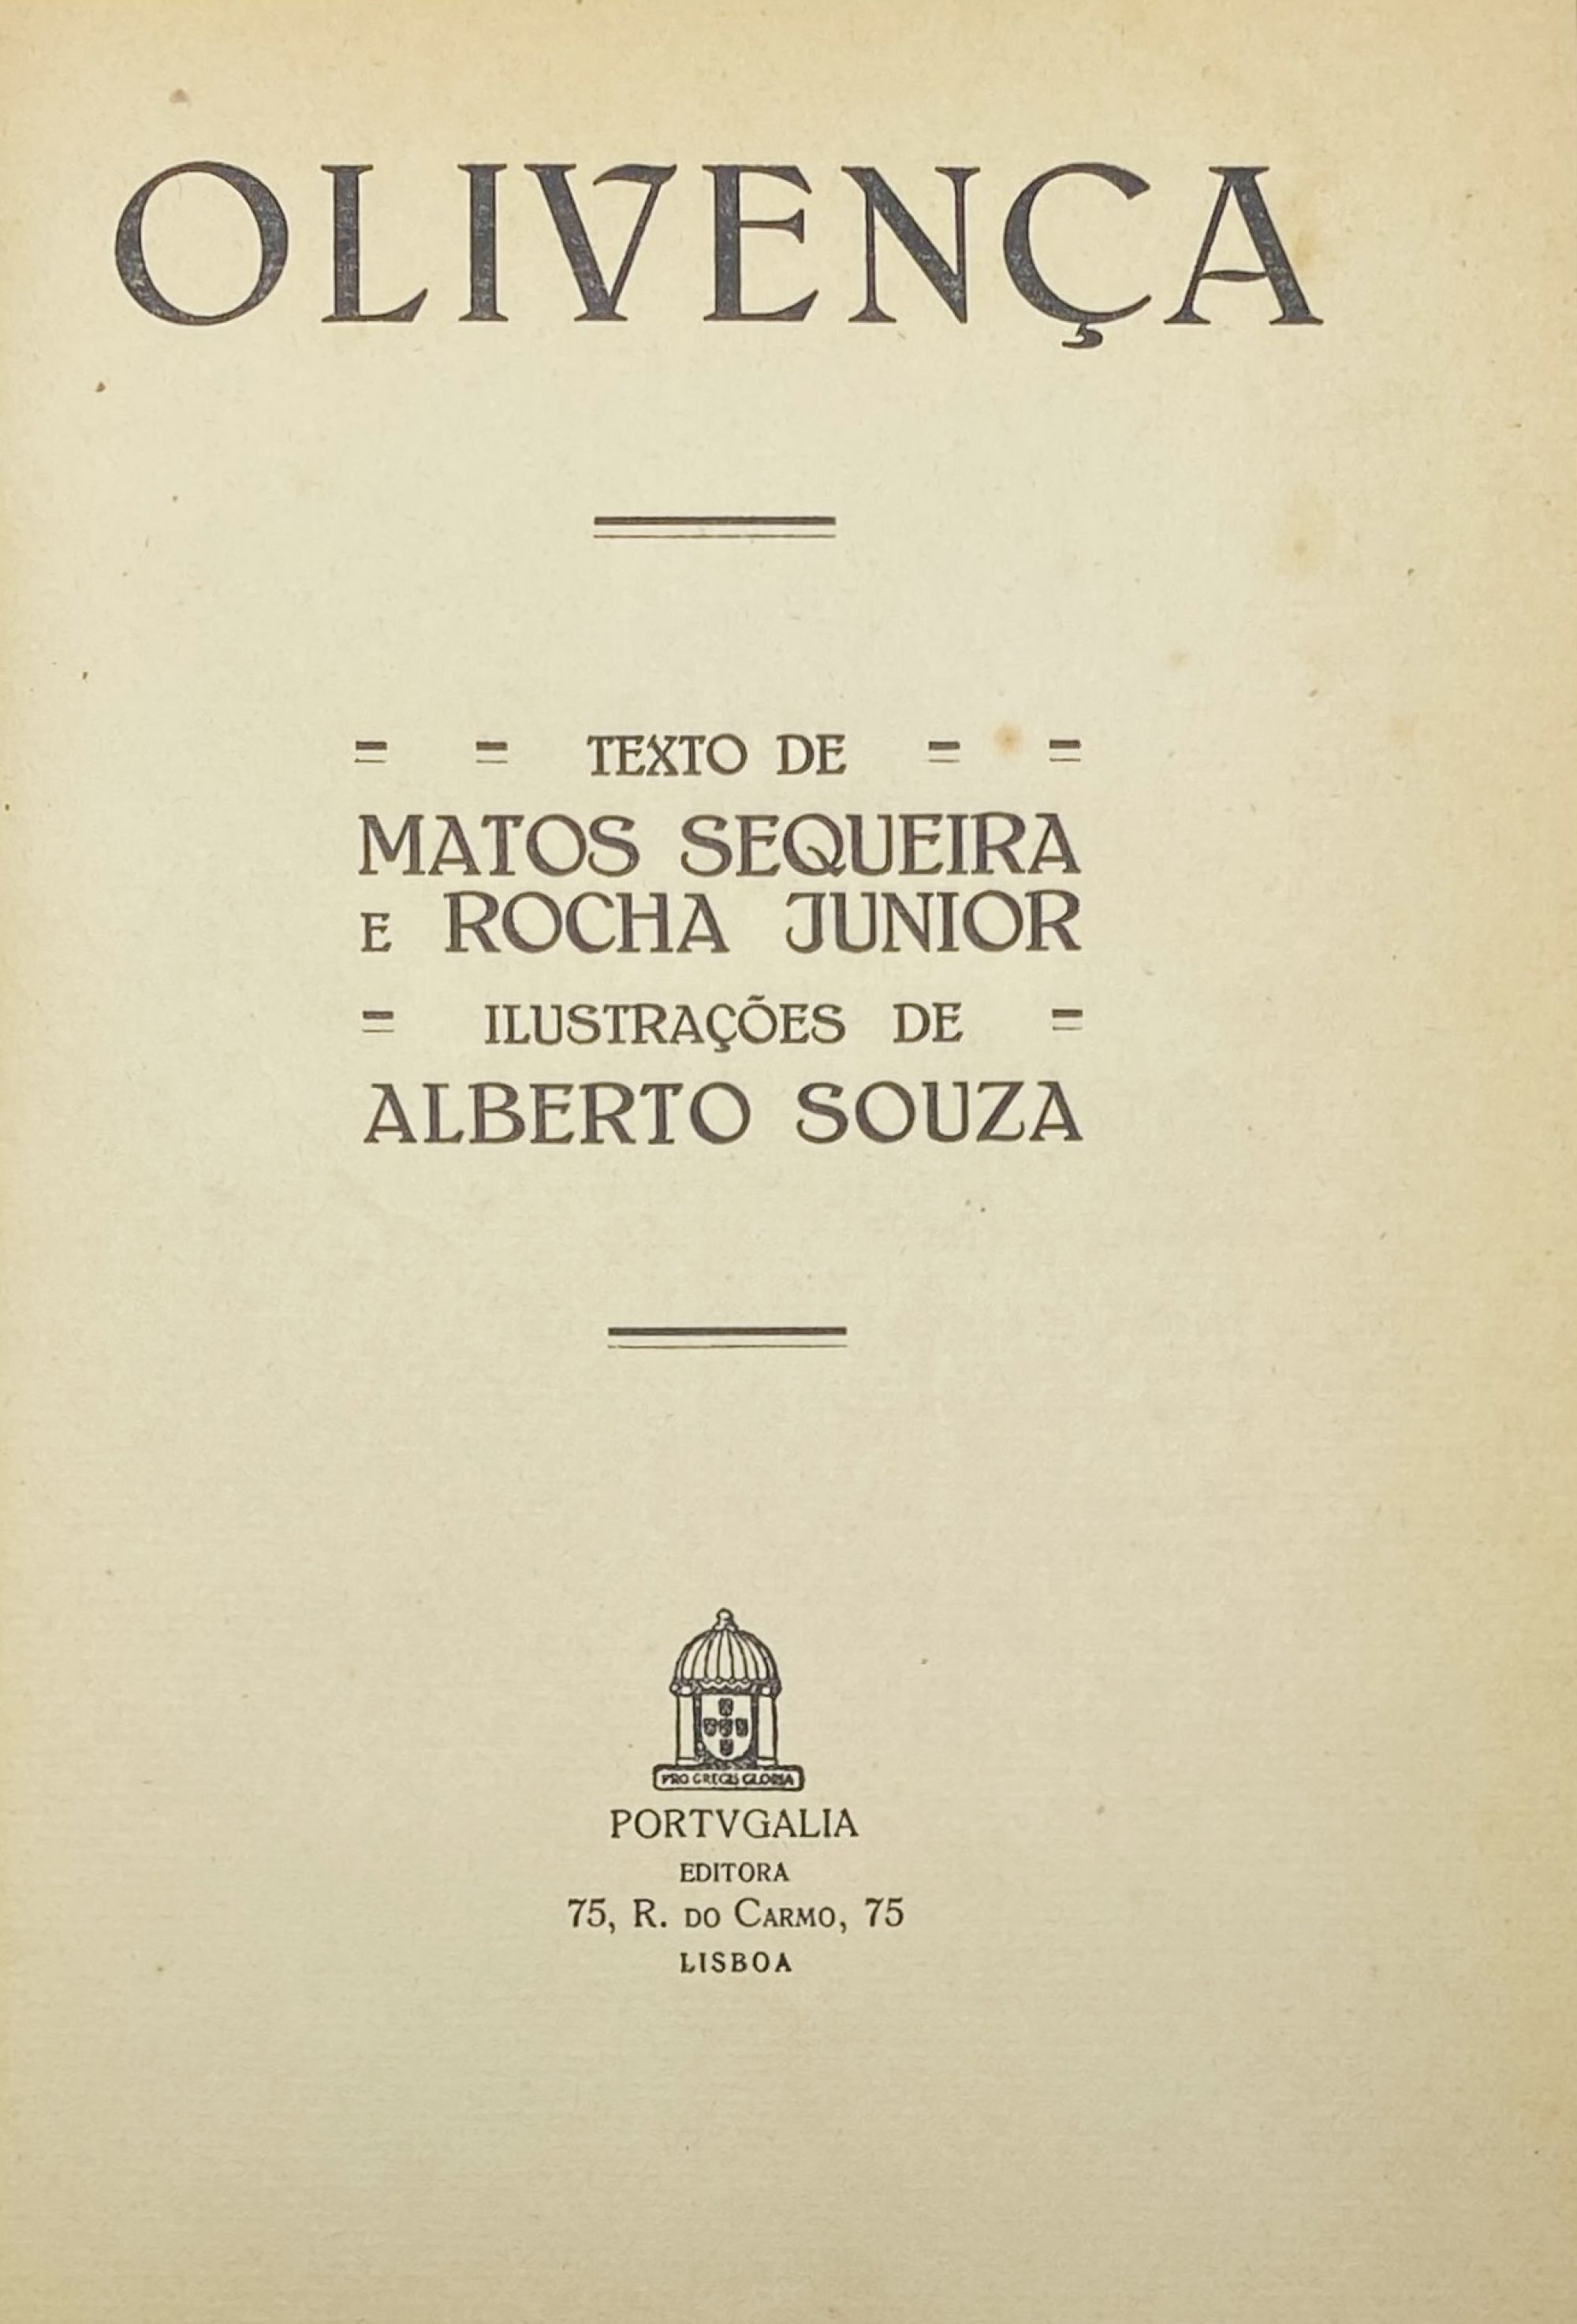 OLIVENÇA
TEXTO DE
MATOS SEQUEIRA
E ROCHA JUNIOR
ILUSTRAÇÕES DE
ALBERTO SOUZA
PRO GREGIS GLORIA
PORTVGALIA
EDITORA
75, R. DO CARMO, 75
LISBOA